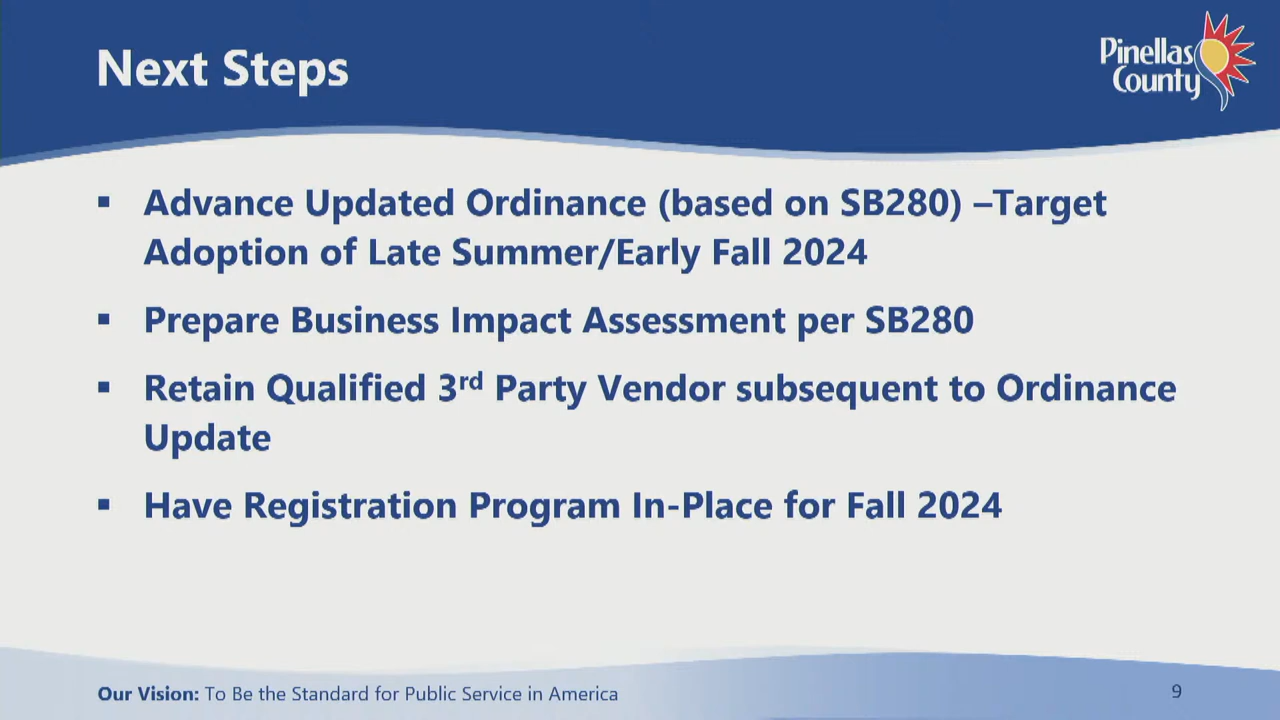 Next Steps
Pinellas
County
▪ Advance Updated Ordinance (based on SB280) –Target
Adoption of Late Summer/Early Fall 2024
▪ Prepare Business Impact Assessment per SB280
▪ Retain Qualified 3rd Party Vendor subsequent to Ordinance
Update
▪ Have Registration Program In-Place for Fall 2024
Our Vision: To Be the Standard for Public Service in America
9